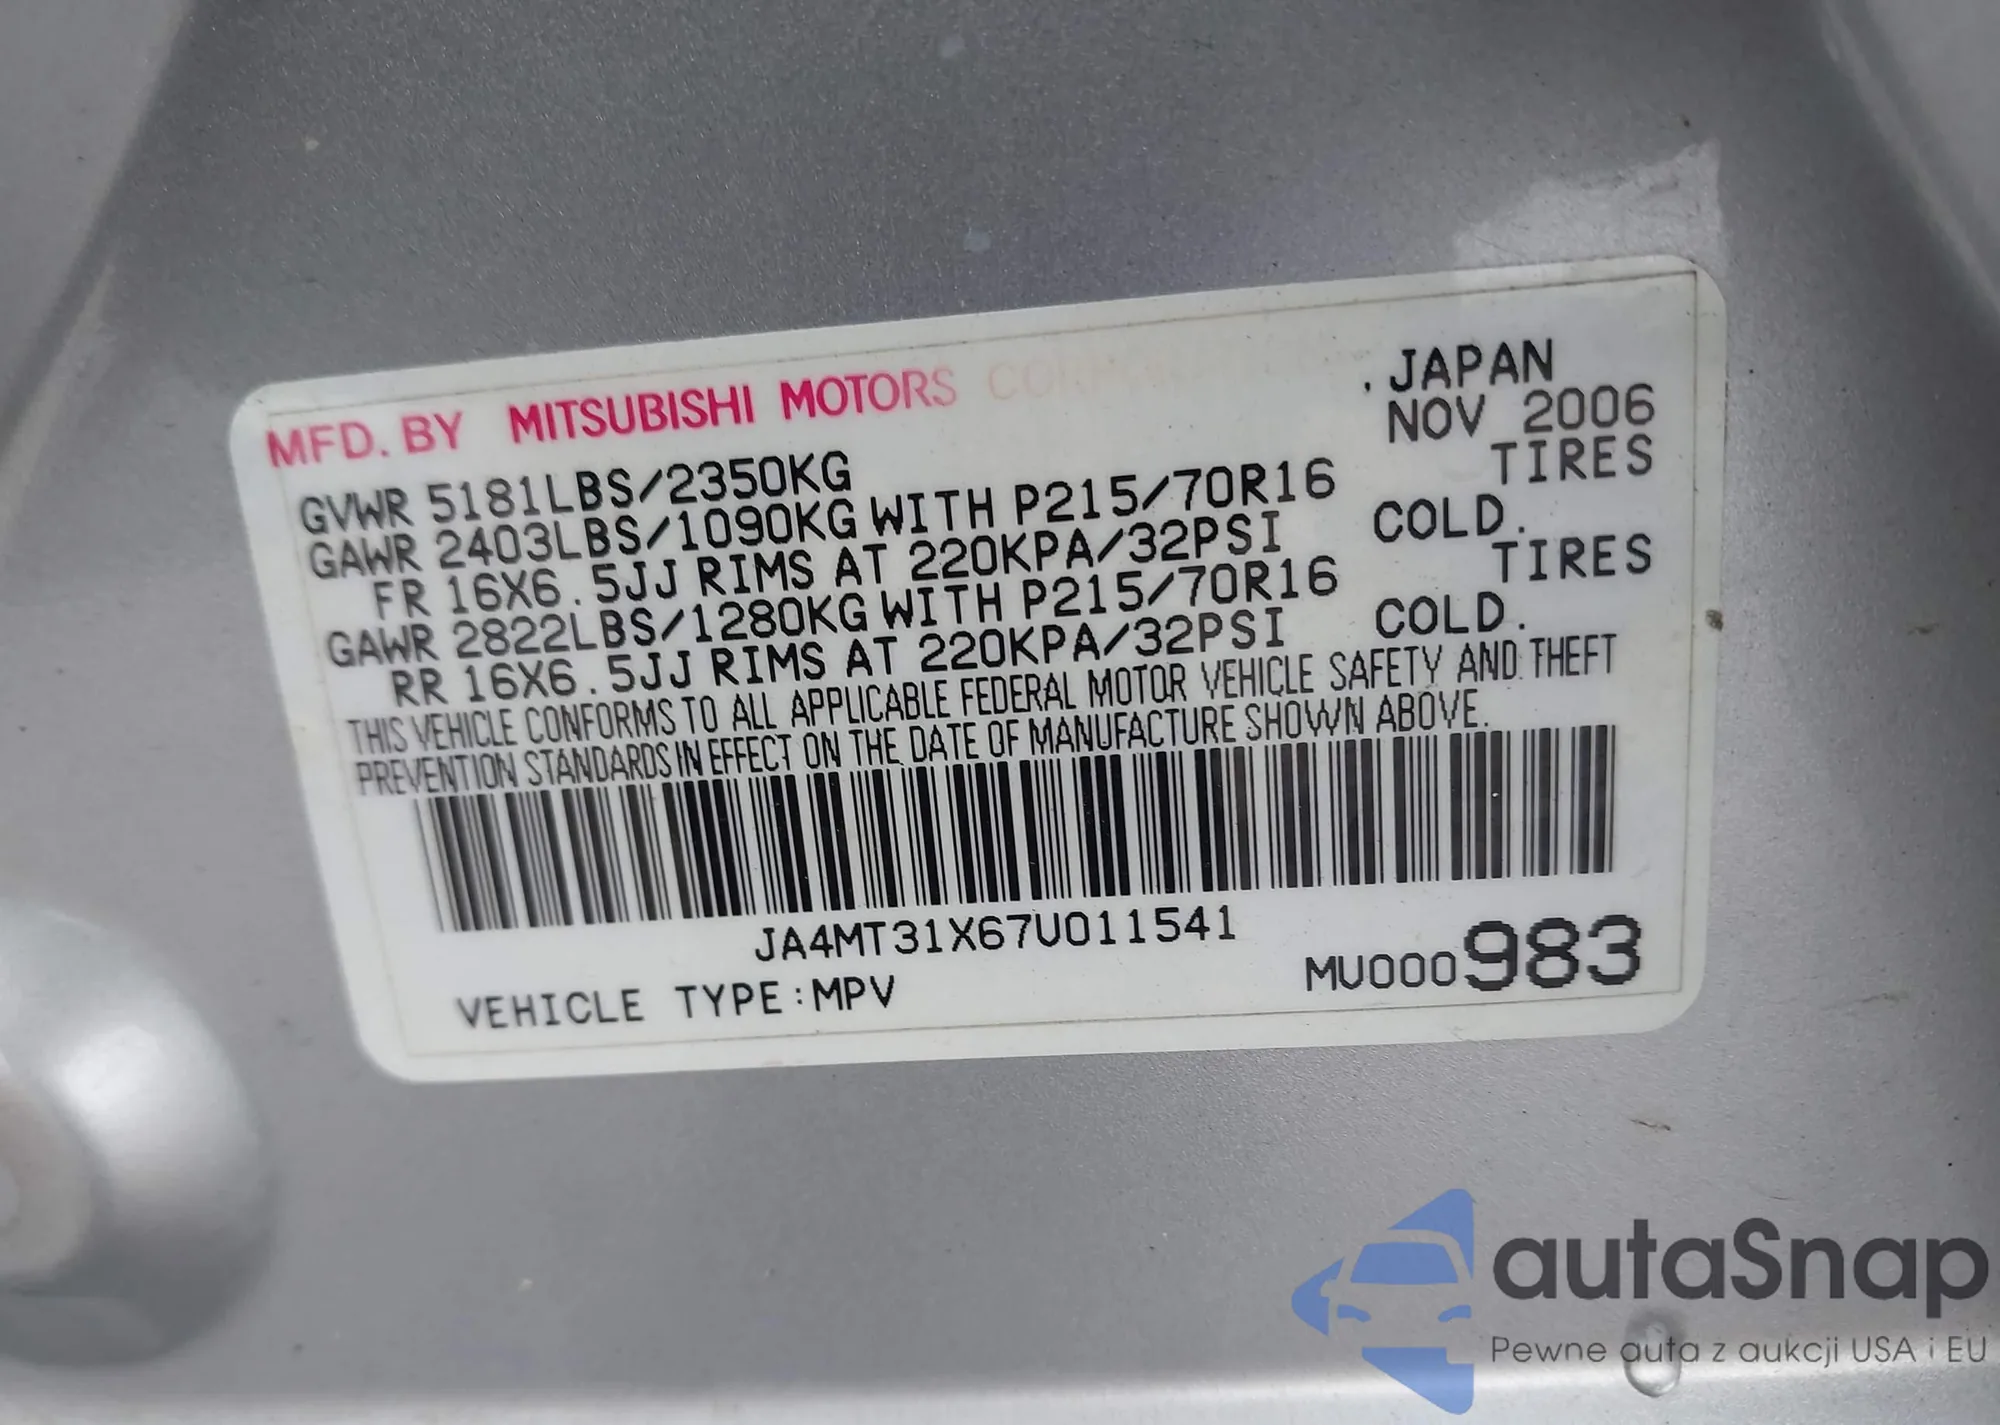 MFD. BY MITSUBISHI MOTORS CORPORATION . JAPAN
NOV 2006
GVWR 5181LBS/2350KG
GAWR 2403LBS/1090KG WITH P215/70R16 TIRES
FR 16X6.5JJ RIMS AT 220KPA/32PSI COLD.
GAWR 2822LBS/1280KG WITH P215/70R16 TIRES
RR 16X6.5JJ RIMS AT 220KPA/32PSI COLD.
THIS VEHICLE CONFORMS TO ALL APPLICABLE FEDERAL MOTOR VEHICLE SAFETY AND THEFT
PREVENTION STANDARDS IN EFFECT ON THE DATE OF MANUFACTURE SHOWN ABOVE.
JA4MT31X67U011541
VEHICLE TYPE:MPV MU000983
autaSnap
Pewne auta z aukcji USA i EU